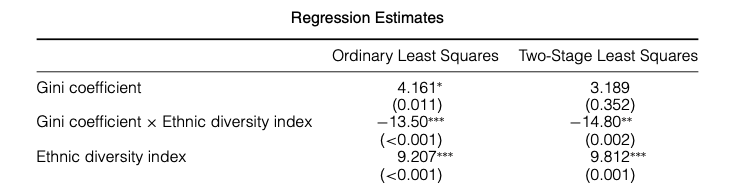 Regression Estimates
Ordinary Least Squares Two-Stage Least Squares
Gini coefficient 4.161* 3.189
(0.011) (0.352)
Gini coefficient × Ethnic diversity index −13.50*** −14.80**
(<0.001) (0.002)
Ethnic diversity index 9.207*** 9.812***
(<0.001) (0.001)